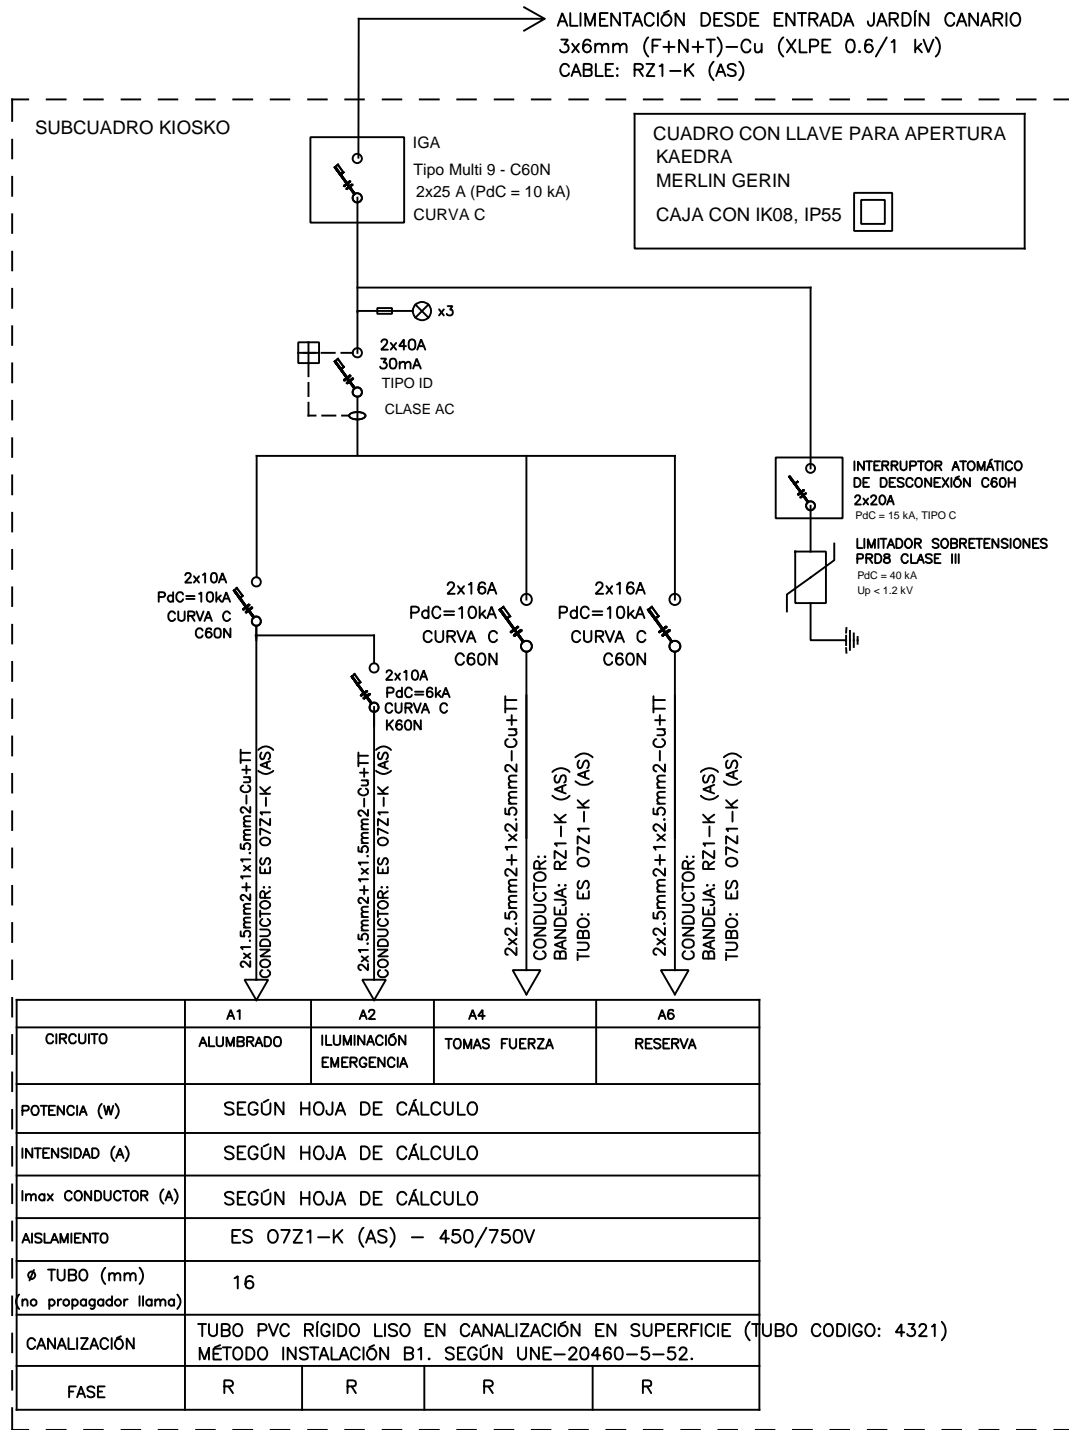 ALIMENTACIÓN DESDE ENTRADA JARDÍN CANARIO
3x6mm (F+N+T)-Cu (XLPE 0.6/1 kV)
CABLE: RZ1-K (AS)
SUBCUADRO KIOSKO
IGA
Tipo Multi 9 - C60N
2x25 A (PdC = 10 kA)
CURVA C
CUADRO CON LLAVE PARA APERTURA
KAEDRA
MERLIN GERIN
CAJA CON IK08, IP55
x3
2x40A
30mA
TIPO ID
CLASE AC
INTERRUPTOR ATOMÁTICO
DE DESCONEXIÓN C60H
2x20A
PdC = 15 kA, TIPO C
LIMITADOR SOBRETENSIONES
PRD8 CLASE III
PdC = 40 kA
Up < 1.2 kV
2x10A
PdC=10kA
CURVA C
C60N
2x10A
PdC=6kA
CURVA C
K60N
2x16A
PdC=10kA
CURVA C
C60N
2x16A
PdC=10kA
CURVA C
C60N
2x1.5mm2+1x1.5mm2-Cu+TT
CONDUCTOR: ES 07Z1-K (AS)
2x1.5mm2+1x1.5mm2-Cu+TT
CONDUCTOR: ES 07Z1-K (AS)
2x2.5mm2+1x2.5mm2-Cu+TT
CONDUCTOR:
BANDEJA: RZ1-K (AS)
TUBO: ES 07Z1-K (AS)
2x2.5mm2+1x2.5mm2-Cu+TT
CONDUCTOR:
BANDEJA: RZ1-K (AS)
TUBO: ES 07Z1-K (AS)
A1 A2 A4 A6
CIRCUITO ALUMBRADO ILUMINACIÓN TOMAS FUERZA RESERVA
EMERGENCIA
POTENCIA (W) SEGÚN HOJA DE CÁLCULO
INTENSIDAD (A) SEGÚN HOJA DE CÁLCULO
Imax CONDUCTOR (A) SEGÚN HOJA DE CÁLCULO
AISLAMIENTO ES 07Z1-K (AS) - 450/750V
ø TUBO (mm) 16
(no propagador llama)
CANALIZACIÓN TUBO PVC RÍGIDO LISO EN CANALIZACIÓN EN SUPERFICIE (TUBO CODIGO: 4321)
MÉTODO INSTALACIÓN B1. SEGÚN UNE-20460-5-52.
FASE R R R R